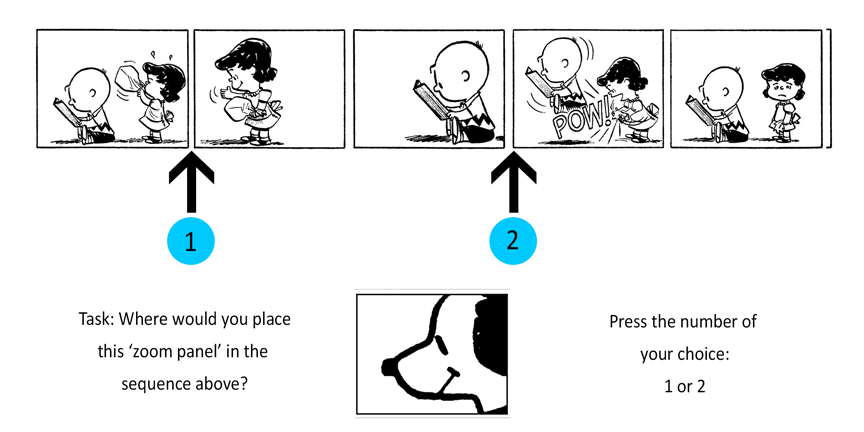 POW!
1
2
Task: Where would you place
this ‘zoom panel’ in the
sequence above?
Press the number of
your choice:
1 or 2